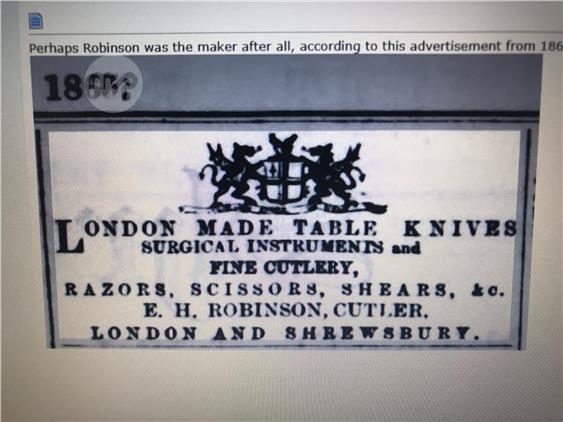 Perhaps Robinson was the maker after all, according to this advertisement from 186
LONDON MADE TABLE KNIVES
SURGICAL INSTRUMENTS and
FINE CUTLERY,
RAZORS, SCISSORS, SHEARS, &c.
E. H. ROBINSON, CUTLER,
LONDON AND SHREWSBURY.